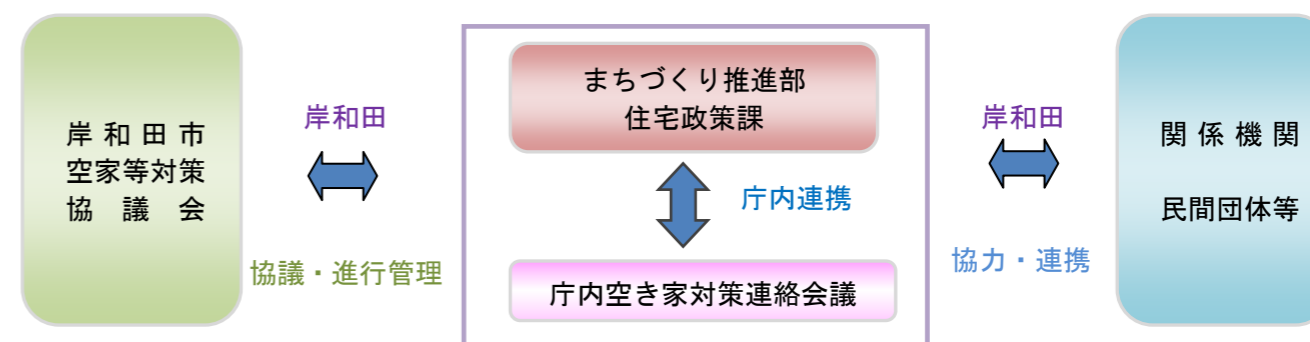 岸和田市
空家等対策
協議会
岸和田
協議・進行管理
まちづくり推進部
住宅政策課
庁内連携
庁内空き家対策連絡会議
岸和田
協力・連携
関係機関
民間団体等